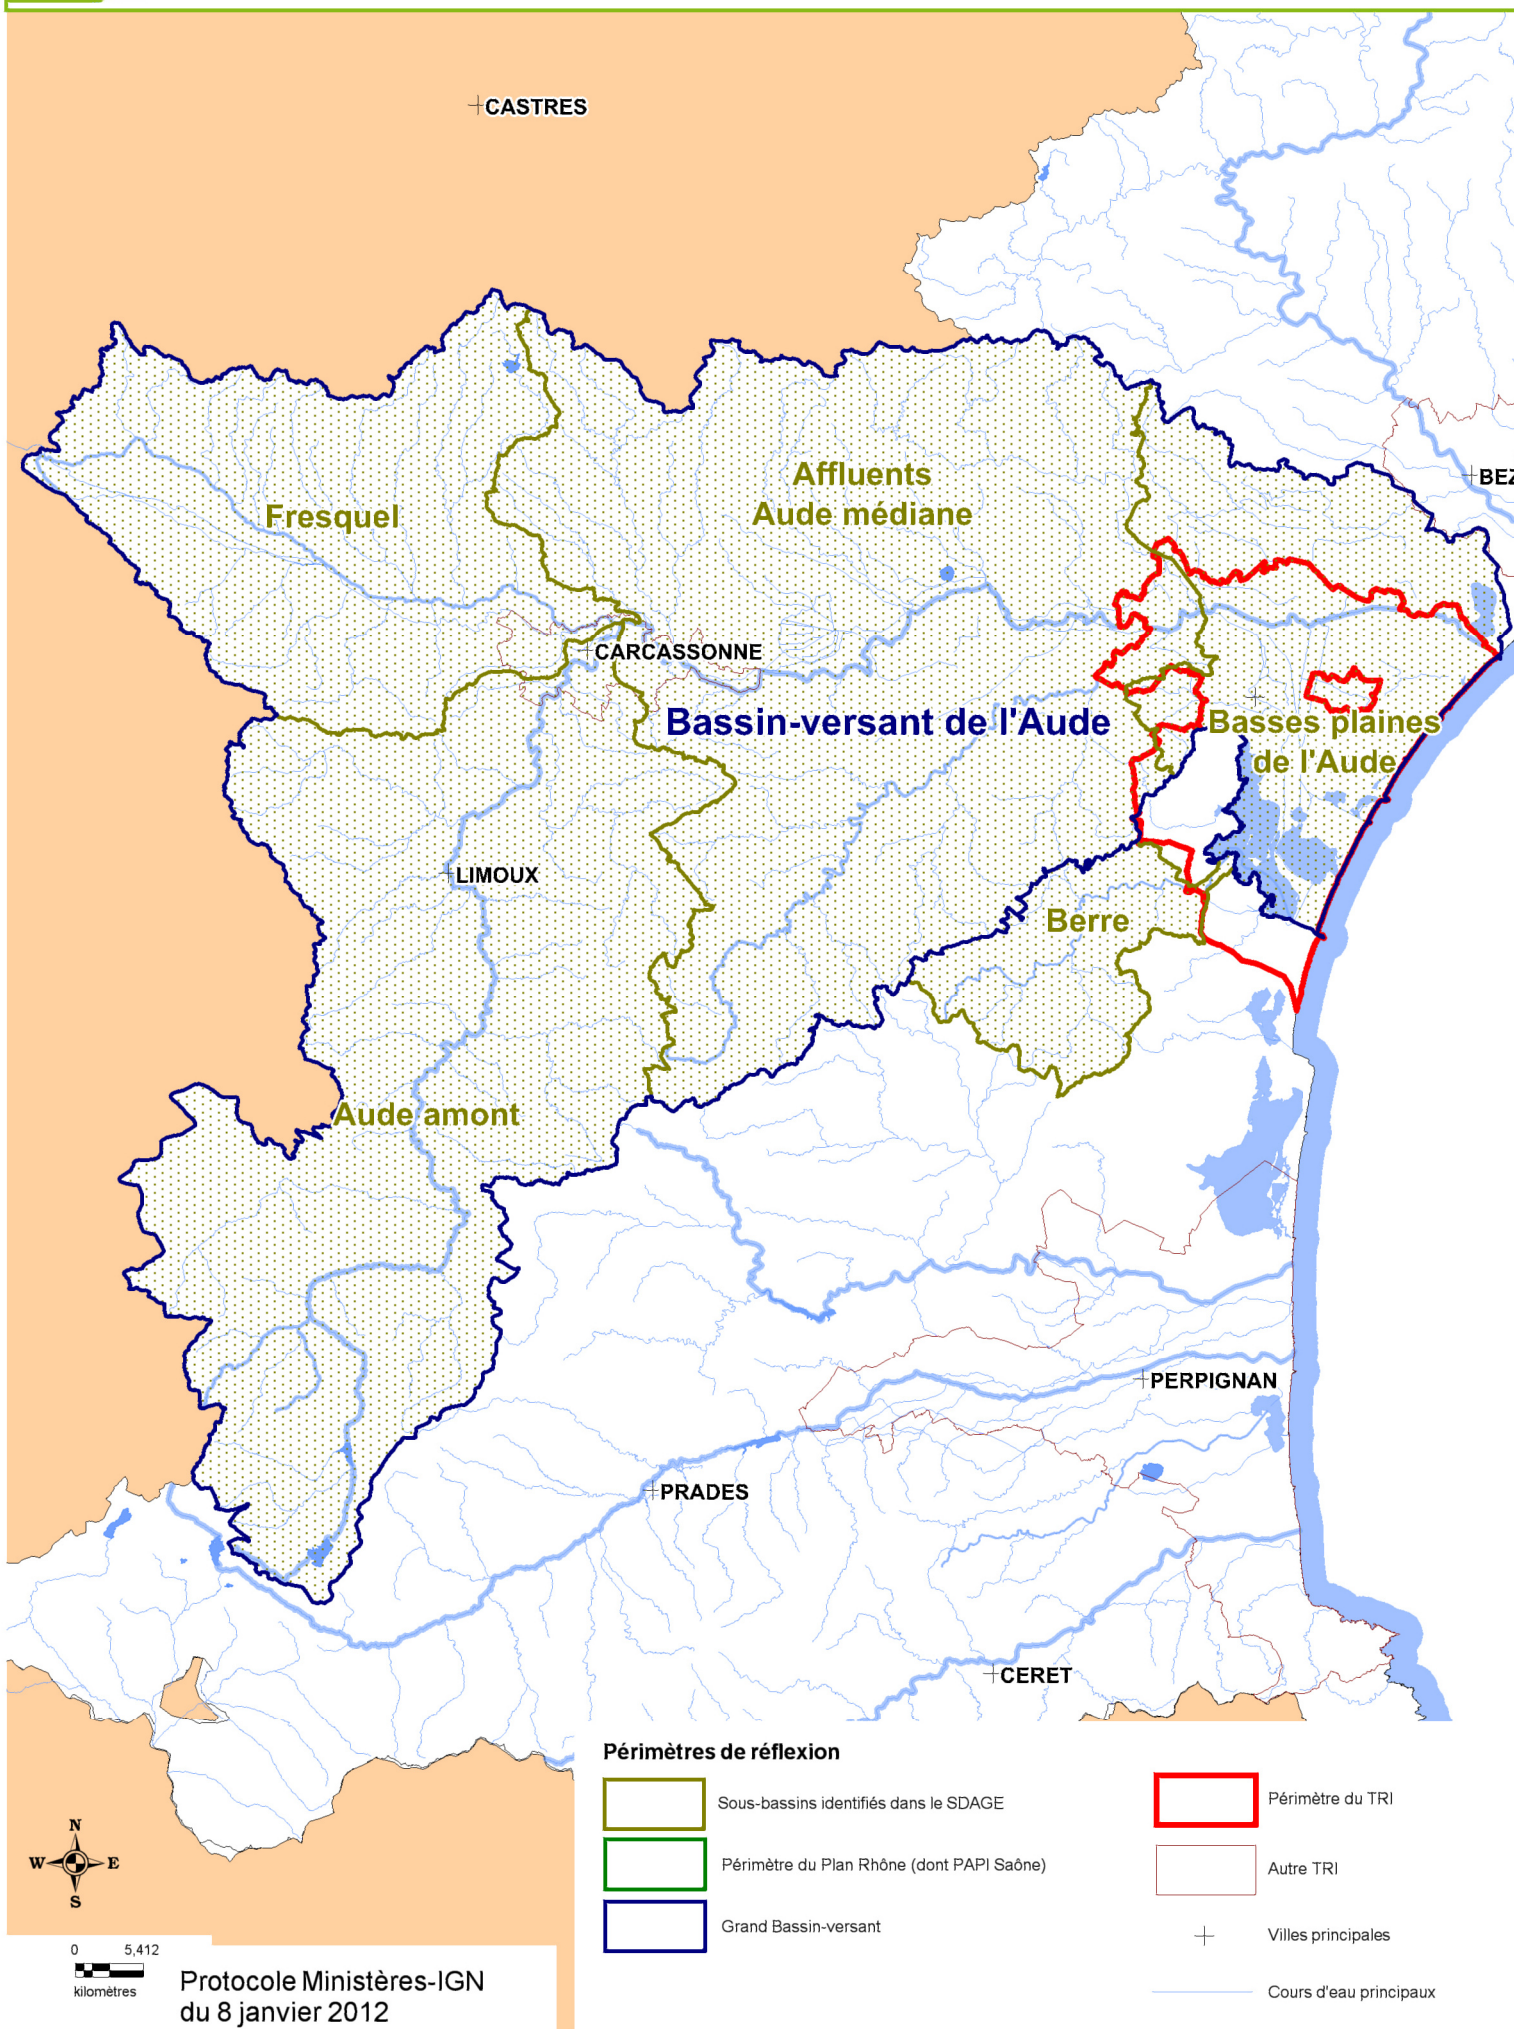 CASTRES
Affluents
Aude médiane
BEZ
Fresquel
CARCASSONNE
Bassin-versant de l'Aude
Basses plaines
de l'Aude
LIMOUX
Berre
Aude amont
PERPIGNAN
PRADES
CERET
Périmètres de réflexion
Sous-bassins identifiés dans le SDAGE
Périmètre du TRI
Périmètre du Plan Rhône (dont PAPI Saône)
Autre TRI
Grand Bassin-versant
Villes principales
Cours d'eau principaux
N
W E
S
0 5,412
kilomètres
Protocole Ministères-IGN
du 8 janvier 2012